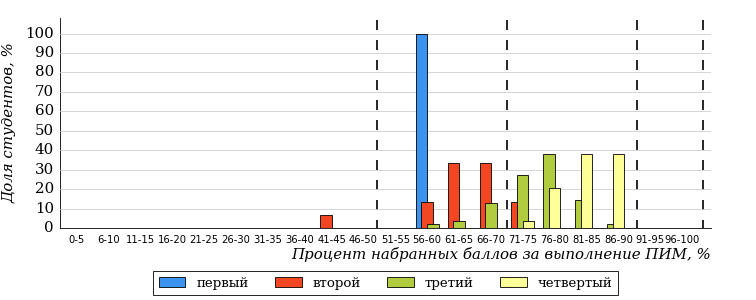 Доля студентов, %
100
90
80
70
60
50
40
30
20
10
0
0-5 6-10 11-15 16-20 21-25 26-30 31-35 36-40 41-45 46-50 51-55 56-60 61-65 66-70 71-75 76-80 81-85 86-90 91-95 96-100
Процент набранных баллов за выполнение ПИМ, %
первый второй третий четвертый